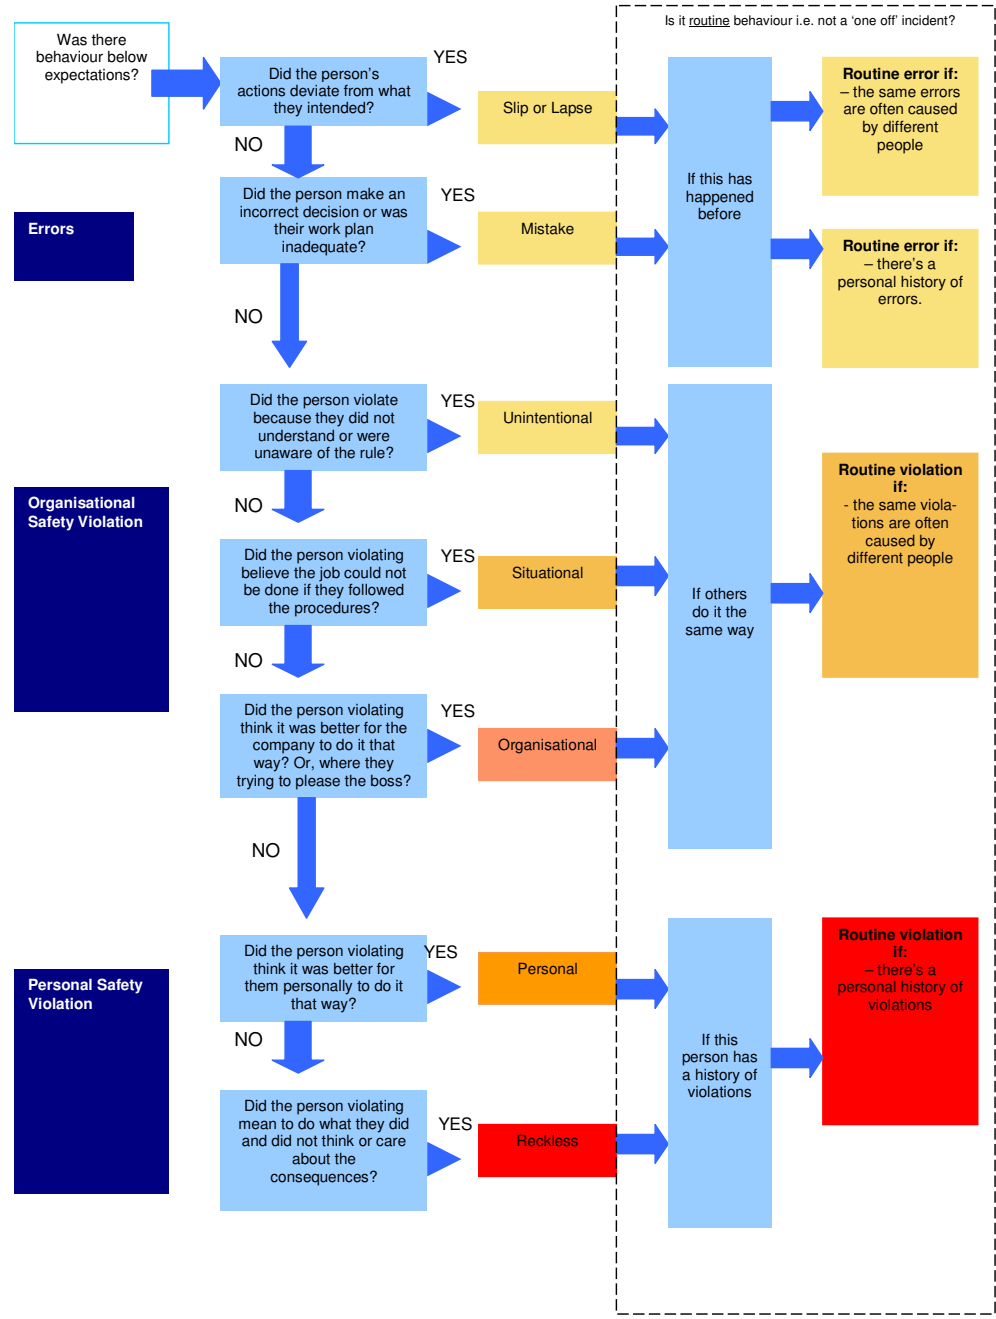 Is it routine behaviour i.e. not a ‘one off’ incident?
Was there
behaviour below
expectations?
YES
Did the person’s
actions deviate from what
they intended?
Slip or Lapse
NO
If this has
happened
before
Routine error if:
– the same errors
are often caused
by different
people
Errors
Did the person make an
incorrect decision or was
their work plan
inadequate?
YES
Mistake
NO
Routine error if:
– there’s a
personal history of
errors.
Did the person violate
because they did not
understand or were
unaware of the rule?
YES
Unintentional
NO
Organisational
Safety Violation
Did the person violating
believe the job could not
be done if they followed
the procedures?
YES
Situational
NO
If others
do it the
same way
Routine violation
if:
- the same viola-
tions are often
caused by
different people
Did the person violating
think it was better for the
company to do it that
way? Or, where they
trying to please the boss?
YES
Organisational
NO
Personal Safety
Violation
Did the person violating
think it was better for
them personally to do it
that way?
YES
Personal
NO
If this
person has
a history of
violations
Routine violation
if:
– there’s a
personal history of
violations
Did the person violating
mean to do what they did
and did not think or care
about the
consequences?
YES
Reckless